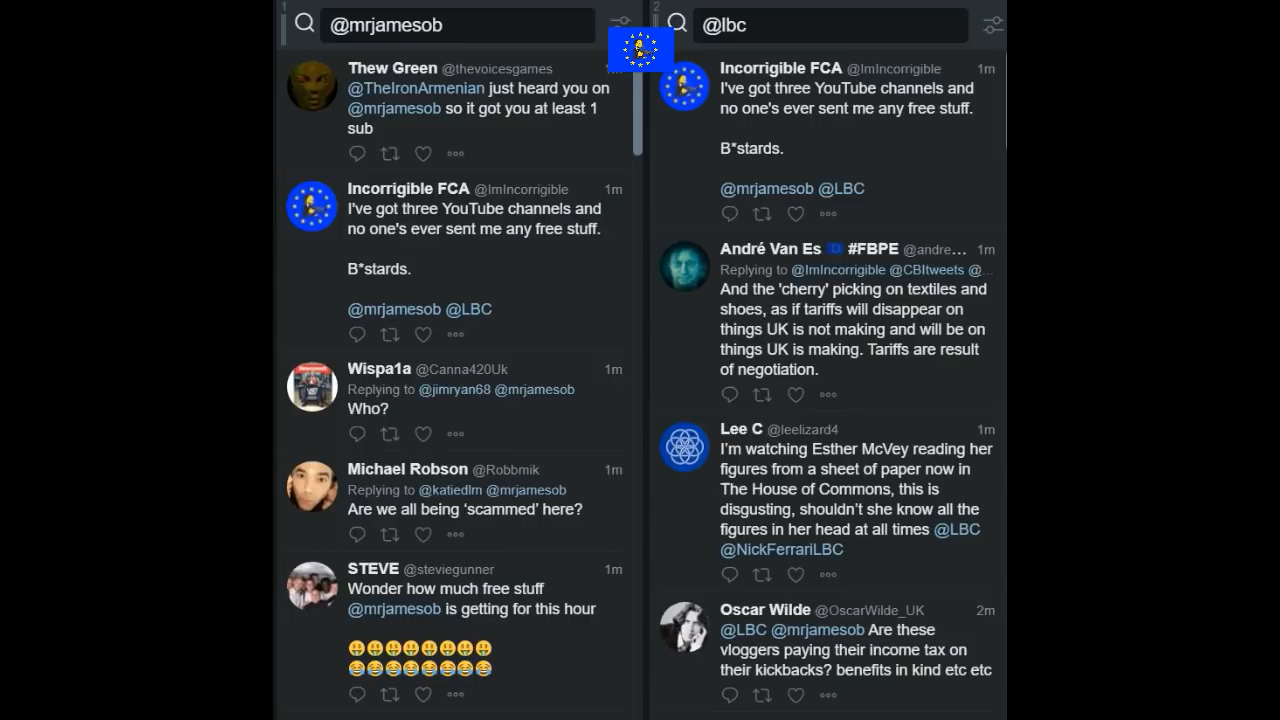 1
@mrjamesob
Thew Green @thevoicesgames
@TheIronArmenian just heard you on
@mrjamesob so it got you at least 1
sub
Incorrigible FCA @ImIncorrigible 1m
I've got three YouTube channels and
no one's ever sent me any free stuff.
B*stards.
@mrjamesob @LBC
Wispa1a @Canna420Uk 1m
Replying to @jimryan68 @mrjamesob
Who?
Michael Robson @Robbmik 1m
Replying to @katiedlm @mrjamesob
Are we all being ‘scammed’ here?
STEVE @steviegunner 1m
Wonder how much free stuff
@mrjamesob is getting for this hour
🤑🤑🤑🤑🤑🤑🤑🤑
😂😂😂😂😂😂😂😂
2
@lbc
Incorrigible FCA @ImIncorrigible 1m
I've got three YouTube channels and
no one's ever sent me any free stuff.
B*stards.
@mrjamesob @LBC
André Van Es 🇪🇺 #FBPE @andre… 1m
Replying to @ImIncorrigible @CBItweets @…
And the 'cherry' picking on textiles and
shoes, as if tariffs will disappear on
things UK is not making and will be on
things UK is making. Tariffs are result
of negotiation.
Lee C @leelizard4 1m
I’m watching Esther McVey reading her
figures from a sheet of paper now in
The House of Commons, this is
disgusting, shouldn’t she know all the
figures in her head at all times @LBC
@NickFerrariLBC
Oscar Wilde @OscarWilde_UK 2m
@LBC @mrjamesob Are these
vloggers paying their income tax on
their kickbacks? benefits in kind etc etc